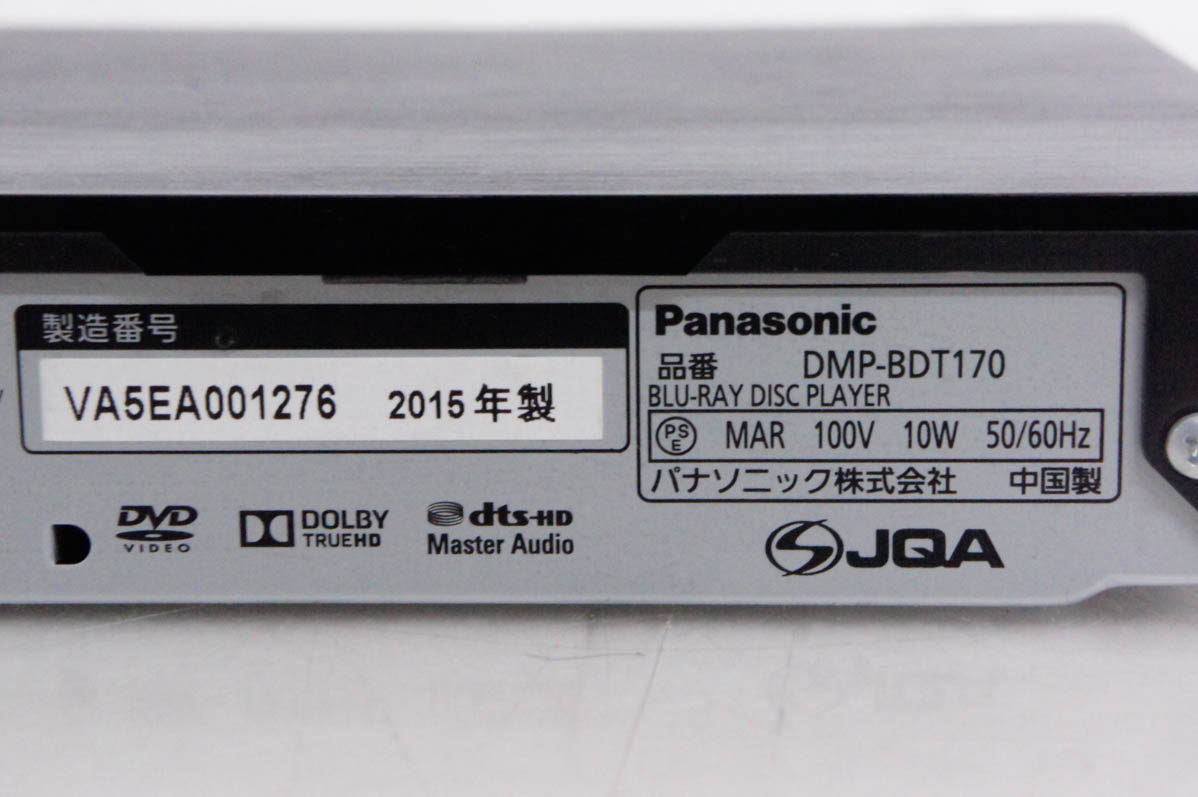 製造番号
VA5EA001276 2015年製
DVD
VIDEO
DOLBY
TRUEHD
dts-HD
Master Audio
Panasonic
品番 DMP-BDT170
BLU-RAY DISC PLAYER
PS
E MAR 100V 10W 50/60Hz
パナソニック株式会社 中国製
JQA